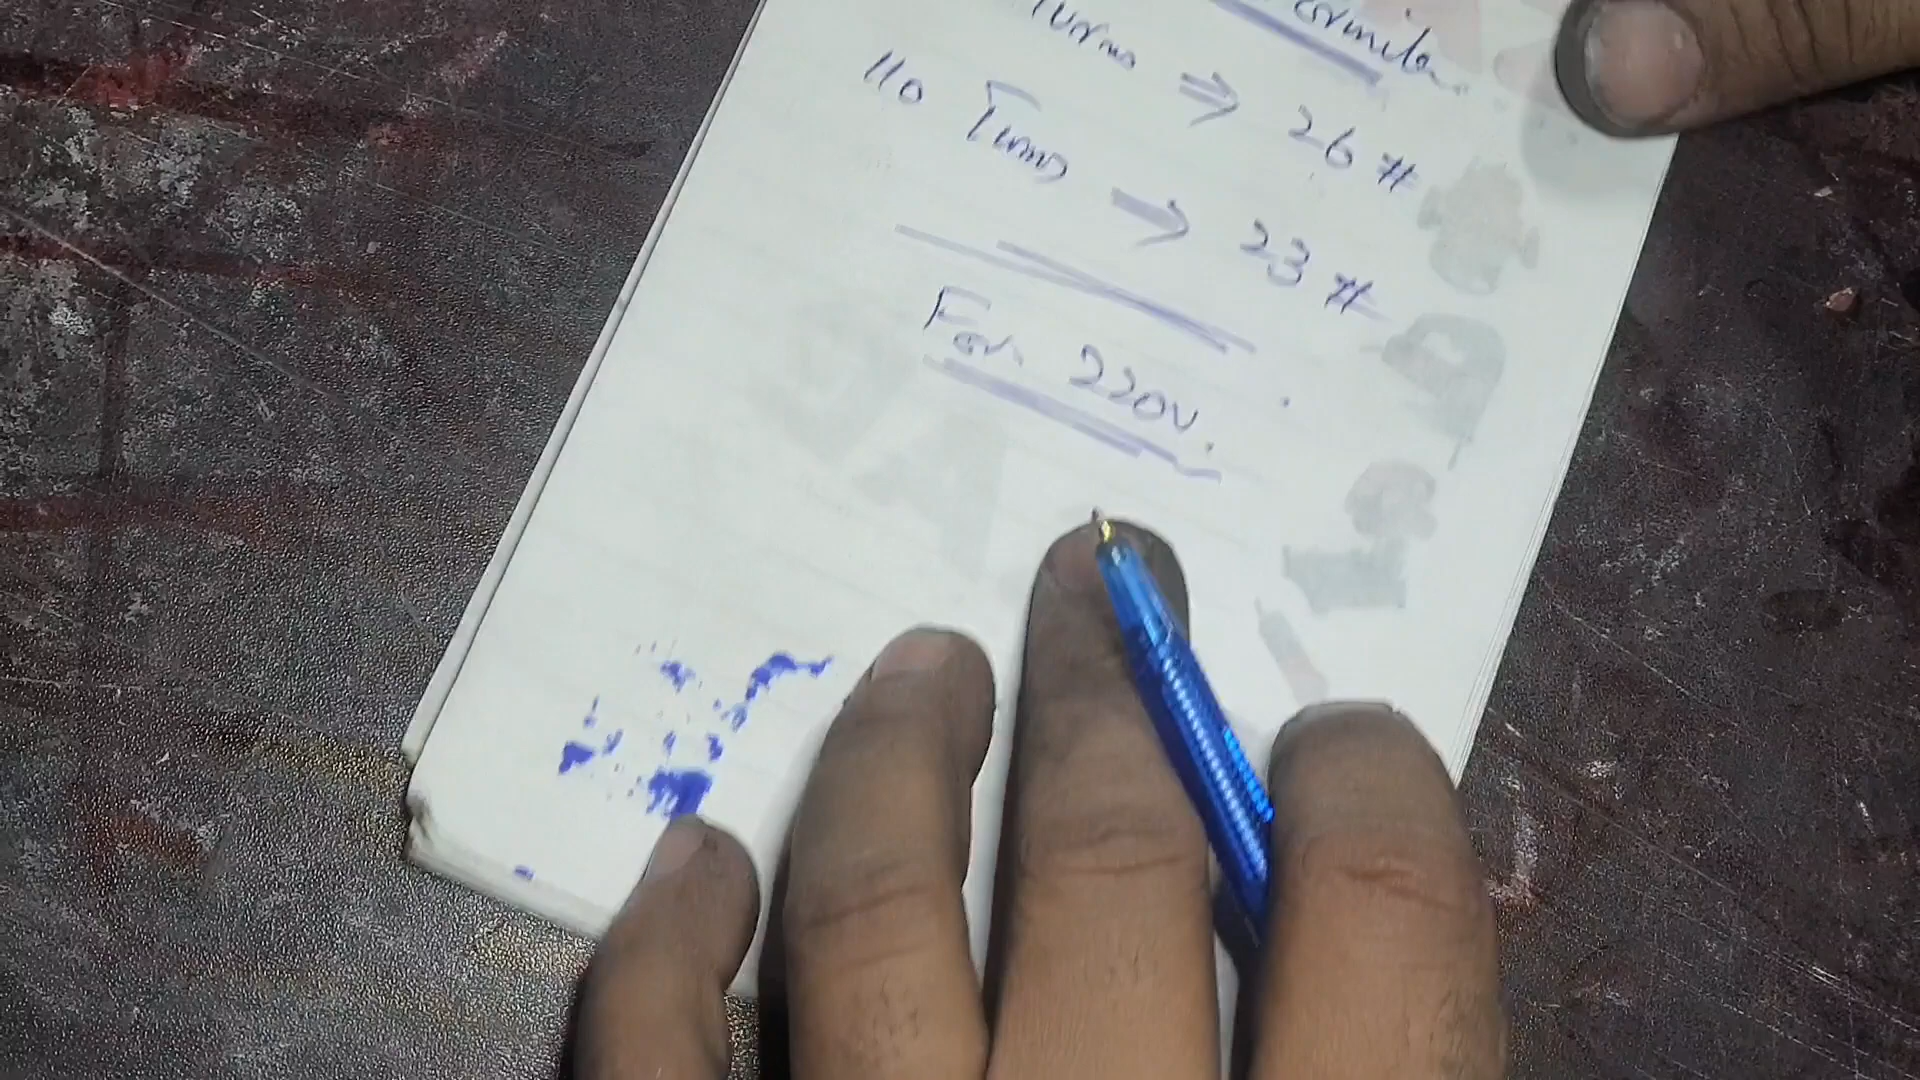 Turns ⇒ 26 #
110 Turns ⇒ 23 #
For. 220V.